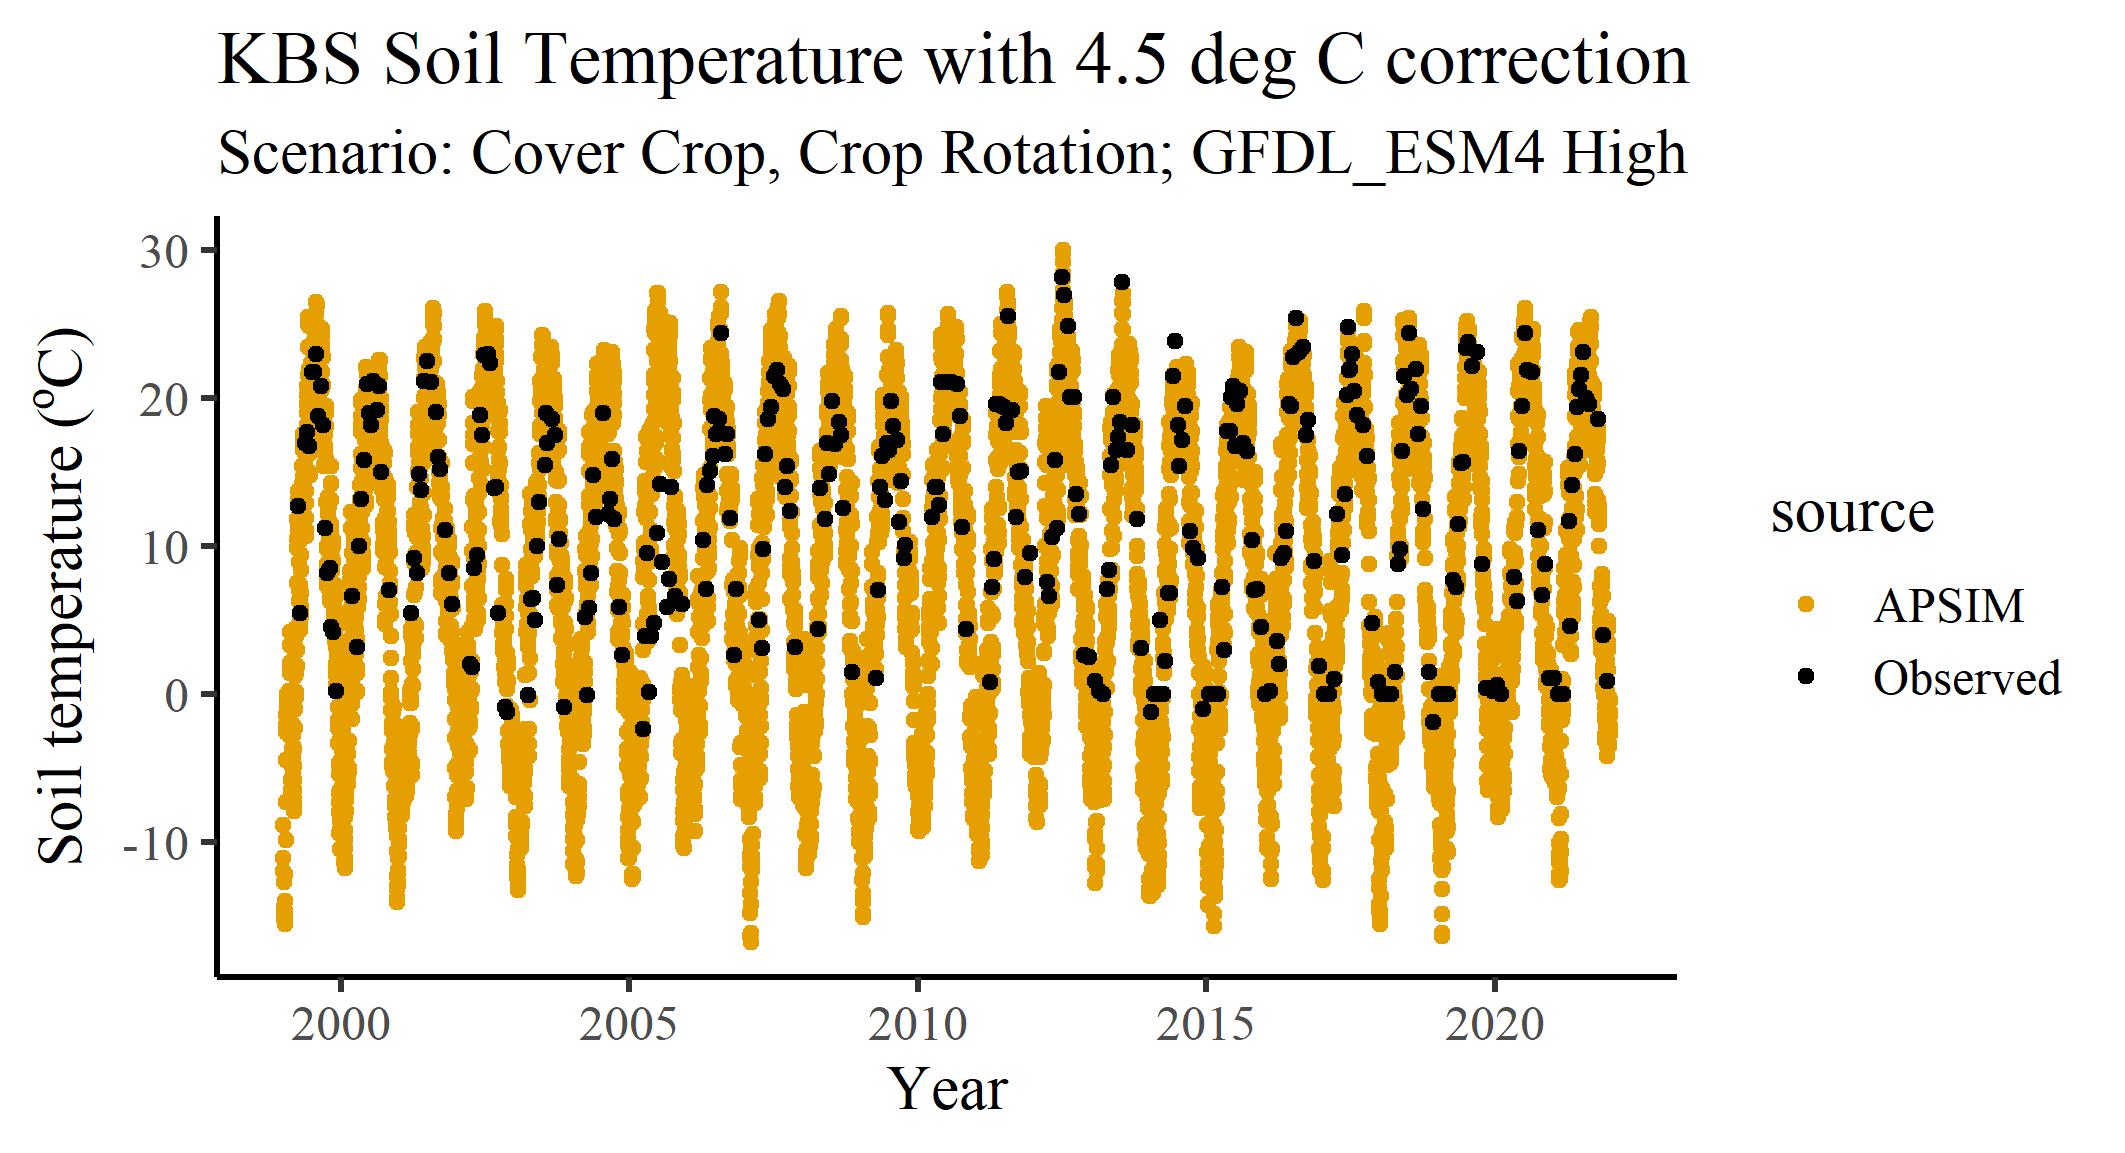 KBS Soil Temperature with 4.5 deg C correction
Scenario: Cover Crop, Crop Rotation; GFDL_ESM4 High
Soil temperature (ºC)
30
20
10
0
-10
2000 2005 2010 2015 2020
Year
source
APSIM
Observed